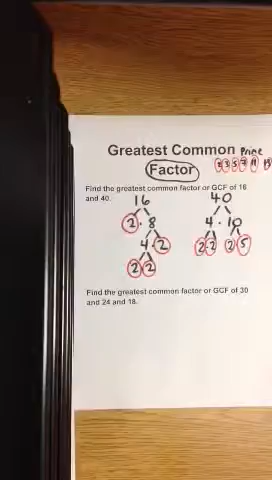 Greatest Common Prime
Factor 2 3 5 7 11 13
Find the greatest common factor or GCF of 16
and 40. 16 40
2 · 8 4 · 10
4 · 2 2 2 2 5
2 2
Find the greatest common factor or GCF of 30
and 24 and 18.